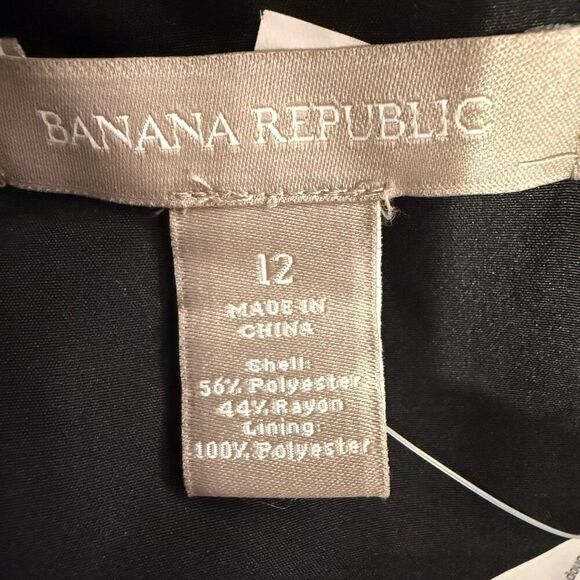 BANANA REPUBLIC
12
MADE IN
CHINA
Shell:
56% Polyester
44% Rayon
Lining:
100% Polyester